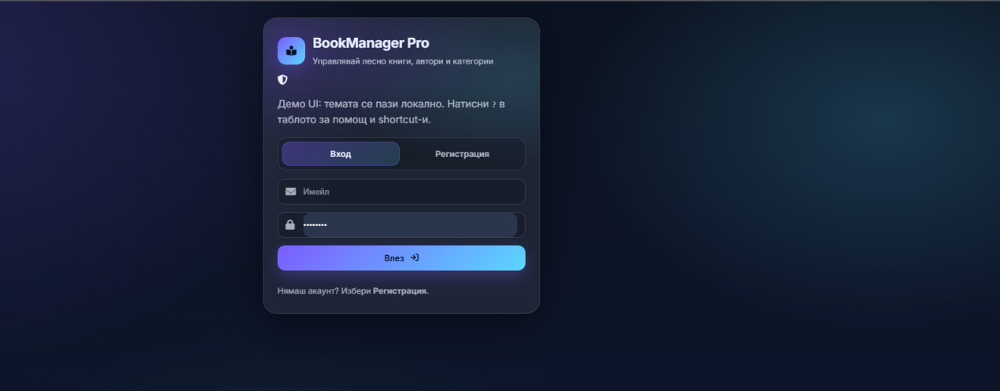 BookManager Pro
Управлявай лесно книги, автори и категории
Демо UI: темата се пази локално. Натисни ? в
таблото за помощ и shortcut-и.
Вход
Регистрация
Имейл
••••••••
Влез
Нямаш акаунт? Избери Регистрация.